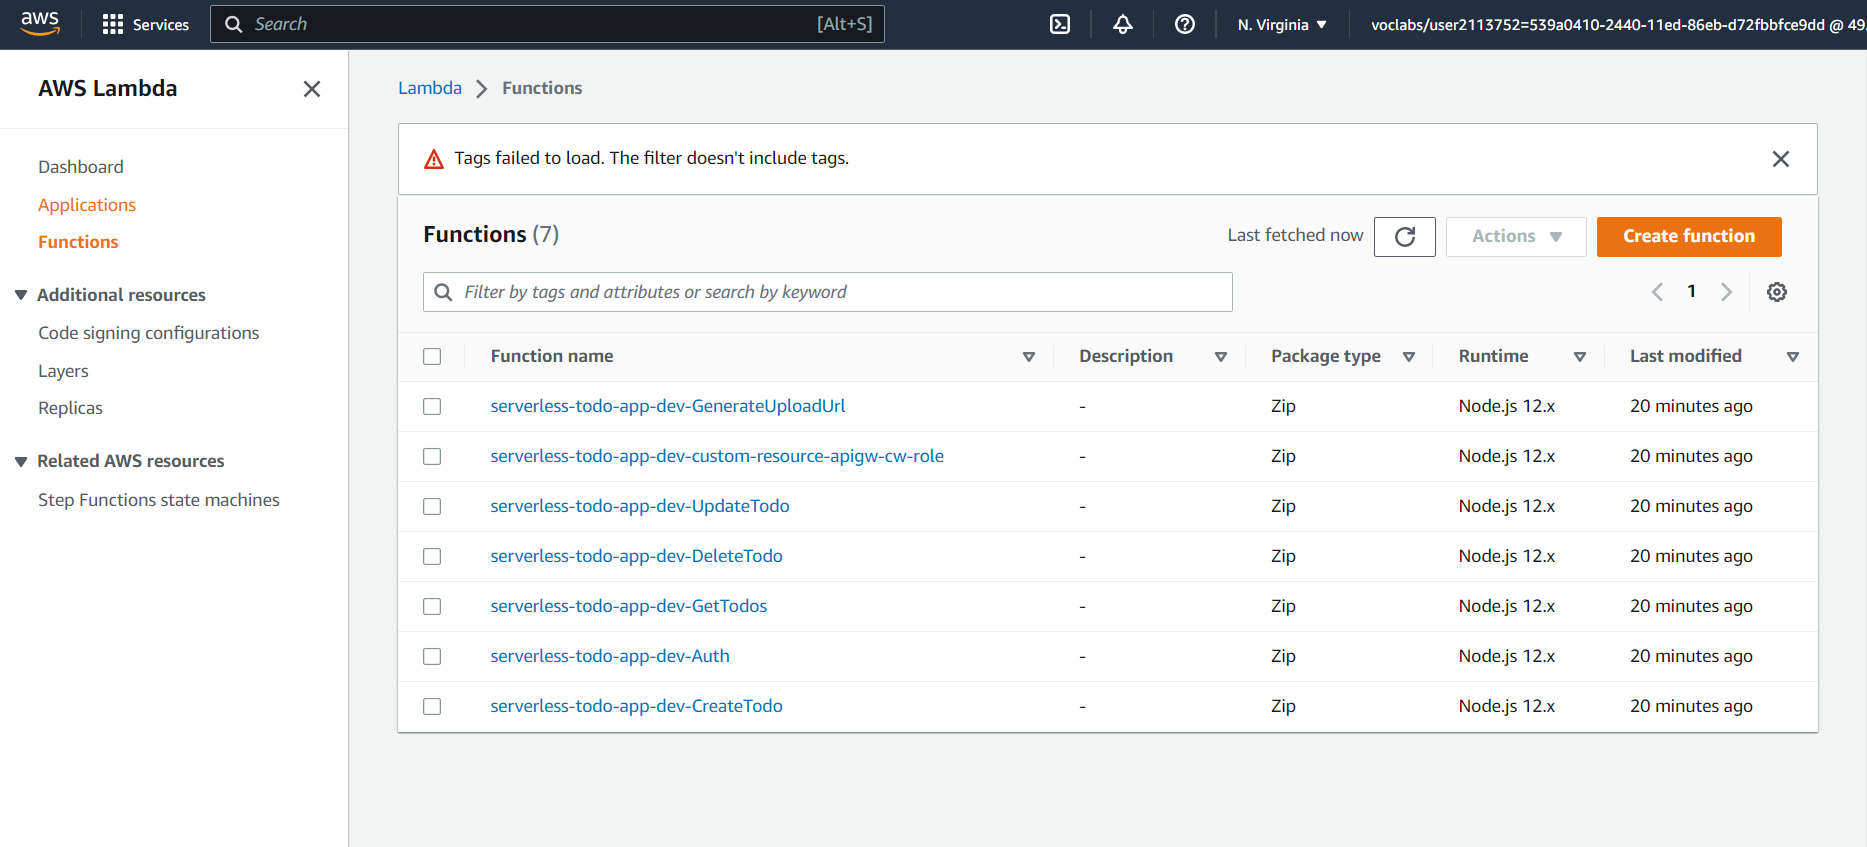 aws Services Search [Alt+S] N. Virginia voclabs/user2113752=539a0410-2440-11ed-86eb-d72fbbfce9dd @ 49
AWS Lambda
Dashboard
Applications
Functions
Additional resources
Code signing configurations
Layers
Replicas
Related AWS resources
Step Functions state machines
Lambda Functions
Tags failed to load. The filter doesn't include tags.
Functions (7) Last fetched now Actions Create function
Filter by tags and attributes or search by keyword 1
Function name Description Package type Runtime Last modified
serverless-todo-app-dev-GenerateUploadUrl - Zip Node.js 12.x 20 minutes ago
serverless-todo-app-dev-custom-resource-apigw-cw-role - Zip Node.js 12.x 20 minutes ago
serverless-todo-app-dev-UpdateTodo - Zip Node.js 12.x 20 minutes ago
serverless-todo-app-dev-DeleteTodo - Zip Node.js 12.x 20 minutes ago
serverless-todo-app-dev-GetTodos - Zip Node.js 12.x 20 minutes ago
serverless-todo-app-dev-Auth - Zip Node.js 12.x 20 minutes ago
serverless-todo-app-dev-CreateTodo - Zip Node.js 12.x 20 minutes ago